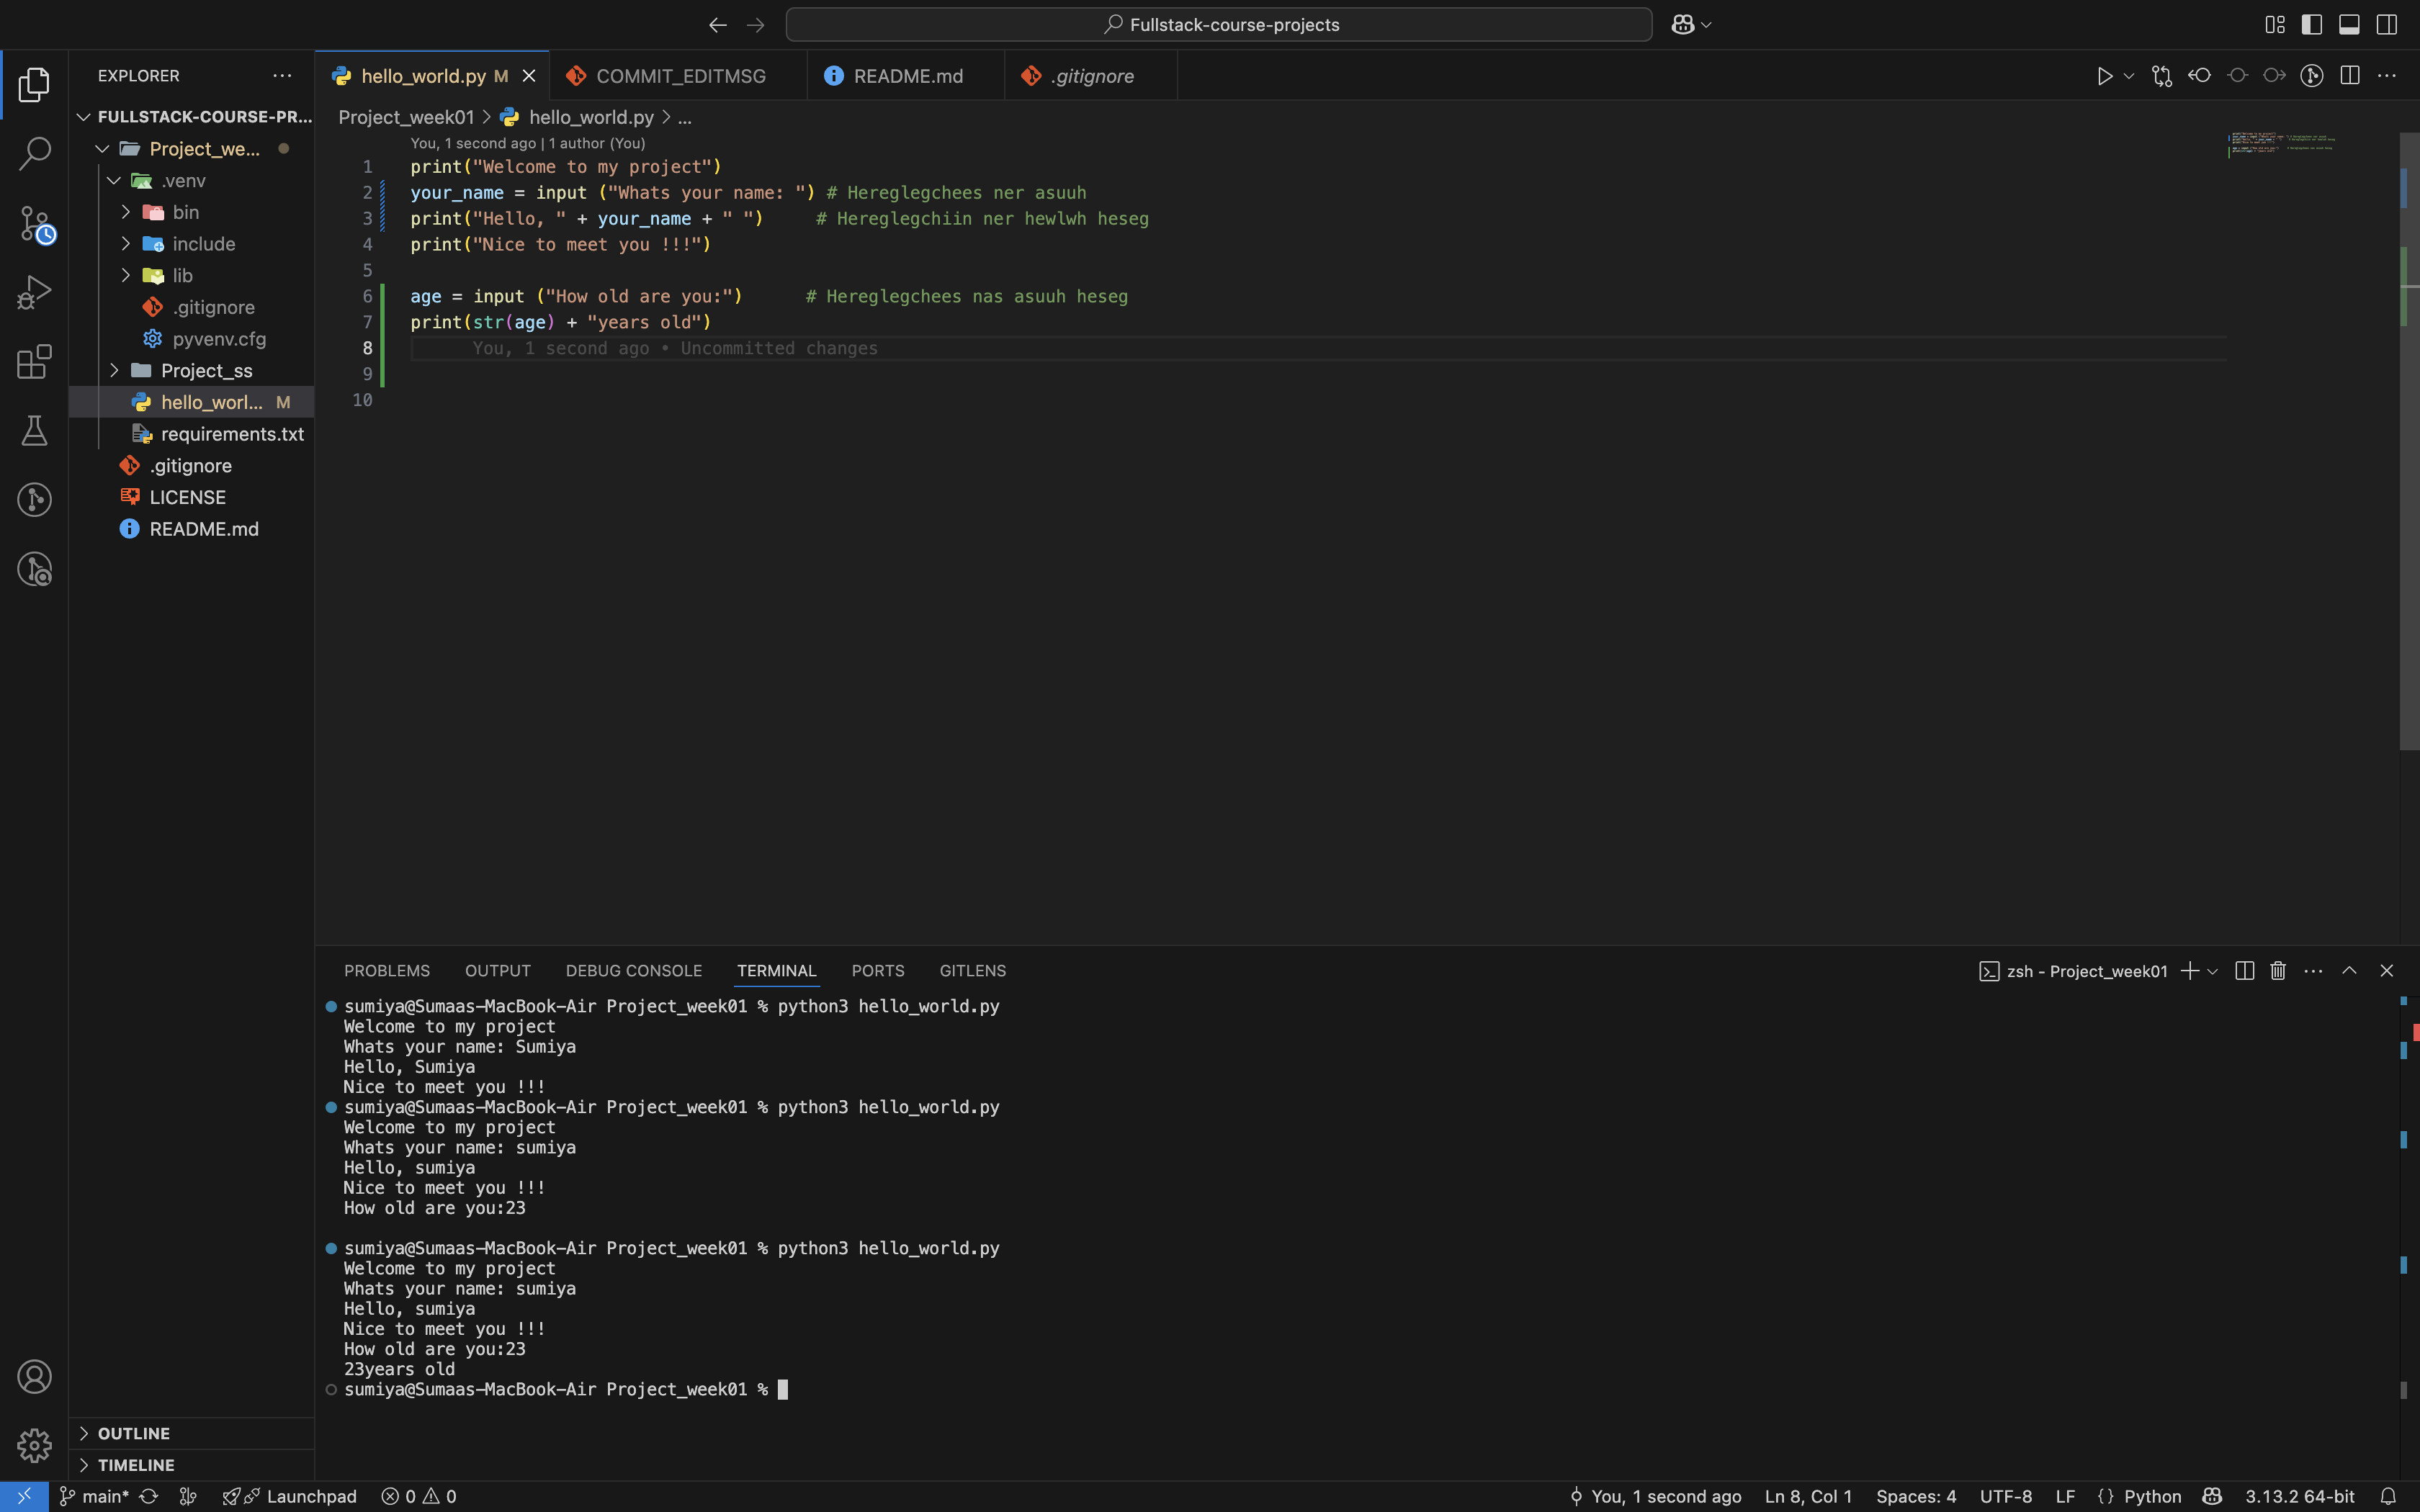 Fullstack-course-projects
EXPLORER
FULLSTACK-COURSE-PR...
Project_we...
.venv
bin
include
lib
.gitignore
pyvenv.cfg
Project_ss
hello_worl... M
requirements.txt
.gitignore
LICENSE
README.md
OUTLINE
TIMELINE
hello_world.py M
COMMIT_EDITMSG
README.md
.gitignore
Project_week01 > hello_world.py > ...
You, 1 second ago | 1 author (You)
1 print("Welcome to my project")
2 your_name = input ("Whats your name: ") # Hereglegchees ner asuuh
3 print("Hello, " + your_name + " ")     # Hereglegchiin ner hewlwh heseg
4 print("Nice to meet you !!!")
5
6 age = input ("How old are you:")      # Hereglegchees nas asuuh heseg
7 print(str(age) + "years old")
8 You, 1 second ago • Uncommitted changes
9
10
PROBLEMS OUTPUT DEBUG CONSOLE TERMINAL PORTS GITLENS
zsh - Project_week01
sumiya@Sumaas-MacBook-Air Project_week01 % python3 hello_world.py
Welcome to my project
Whats your name: Sumiya
Hello, Sumiya
Nice to meet you !!!
sumiya@Sumaas-MacBook-Air Project_week01 % python3 hello_world.py
Welcome to my project
Whats your name: sumiya
Hello, sumiya
Nice to meet you !!!
How old are you:23
sumiya@Sumaas-MacBook-Air Project_week01 % python3 hello_world.py
Welcome to my project
Whats your name: sumiya
Hello, sumiya
Nice to meet you !!!
How old are you:23
23years old
sumiya@Sumaas-MacBook-Air Project_week01 %
main* Launchpad 0 0 You, 1 second ago Ln 8, Col 1 Spaces: 4 UTF-8 LF {} Python 3.13.2 64-bit